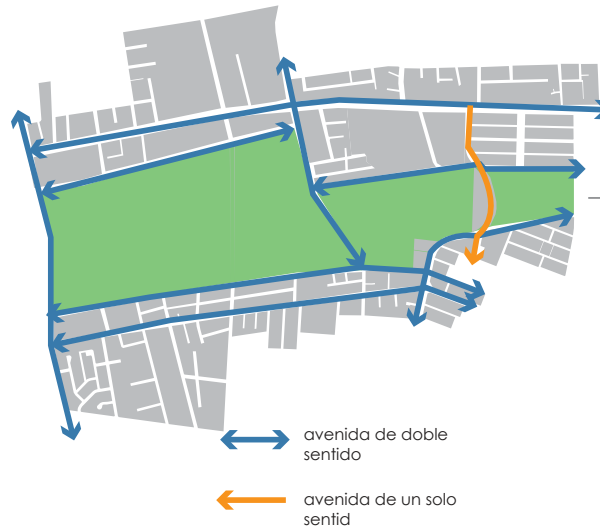 avenida de doble
sentido
avenida de un solo
sentid